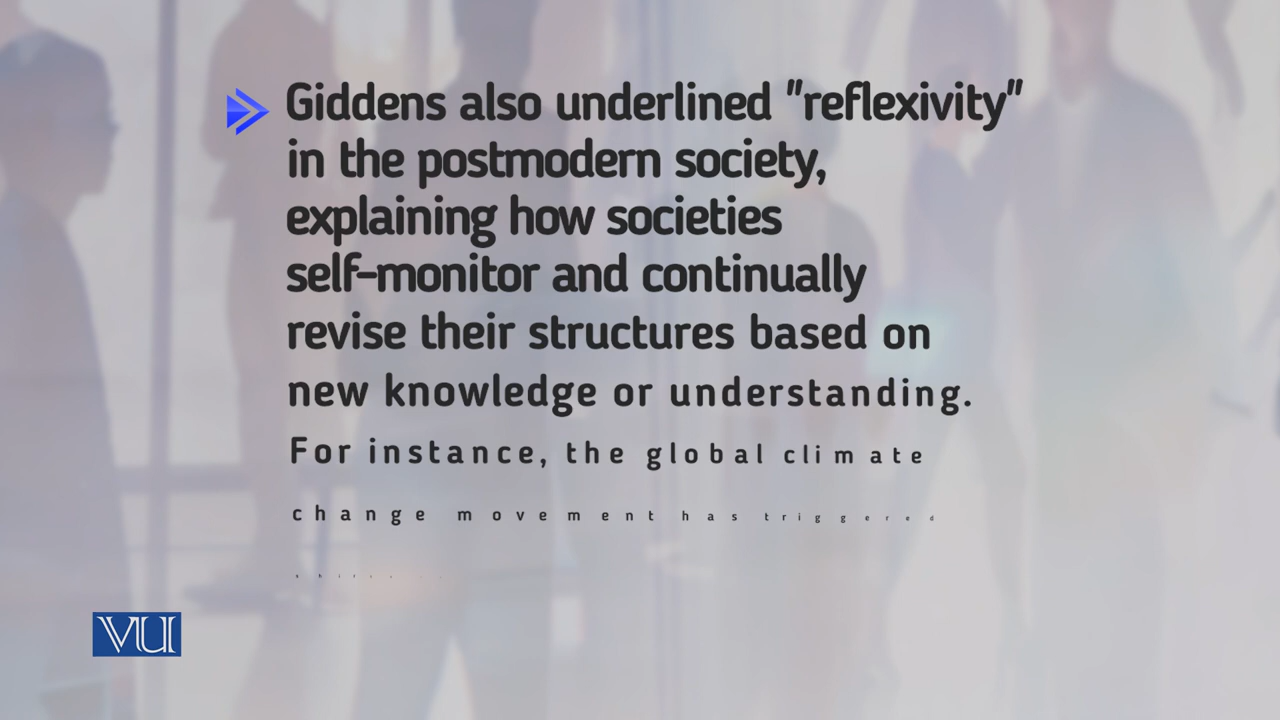 Giddens also underlined "reflexivity"
in the postmodern society,
explaining how societies
self-monitor and continually
revise their structures based on
new knowledge or understanding.
For instance, the global climate
change movement has triggered
VU